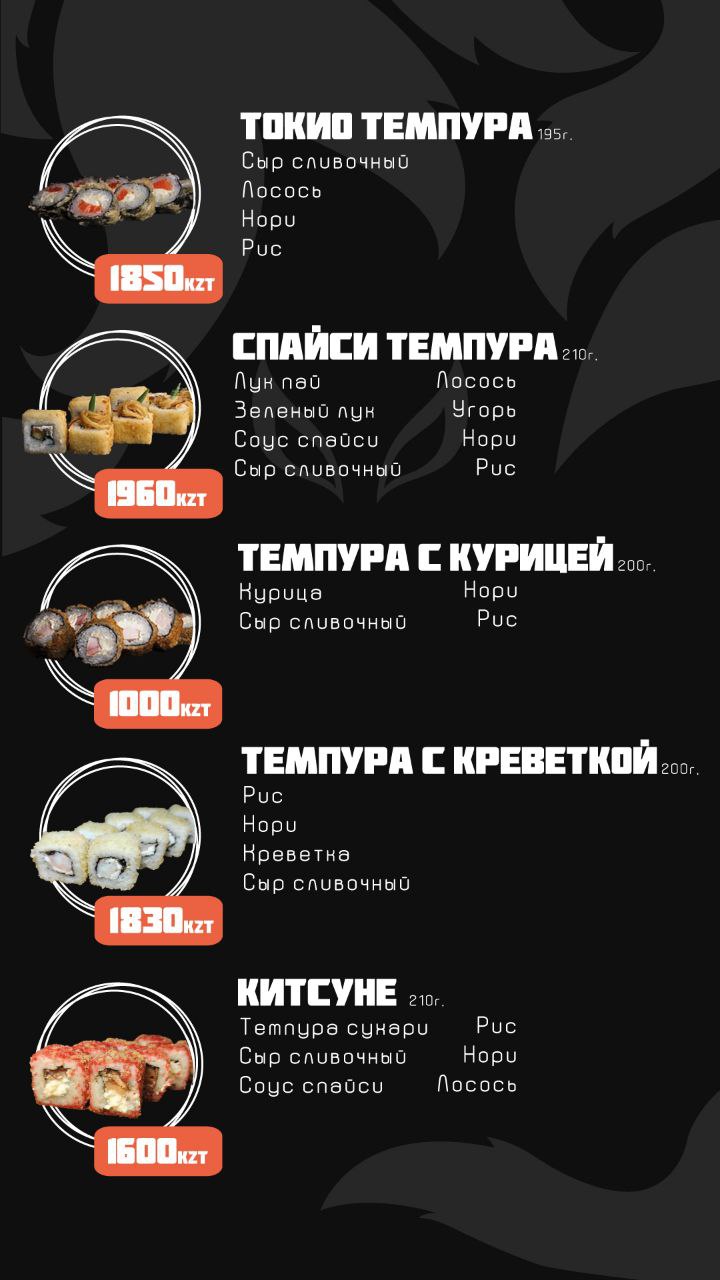 ТОКИО ТЕМПУРА 195г.
Сыр сливочный
Лосось
Нори
Рис
1850KZT
СПАЙСИ ТЕМПУРА 210г.
Лук пай Лосось
Зеленый лук Угорь
Соус спайси Нори
Сыр сливочный Рис
1960KZT
ТЕМПУРА С КУРИЦЕЙ 200г.
Курица Нори
Сыр сливочный Рис
1000KZT
ТЕМПУРА С КРЕВЕТКОЙ 200г.
Рис
Нори
Креветка
Сыр сливочный
1830KZT
КИТСУНЕ 210г.
Темпура сухари Рис
Сыр сливочный Нори
Соус спайси Лосось
1600KZT